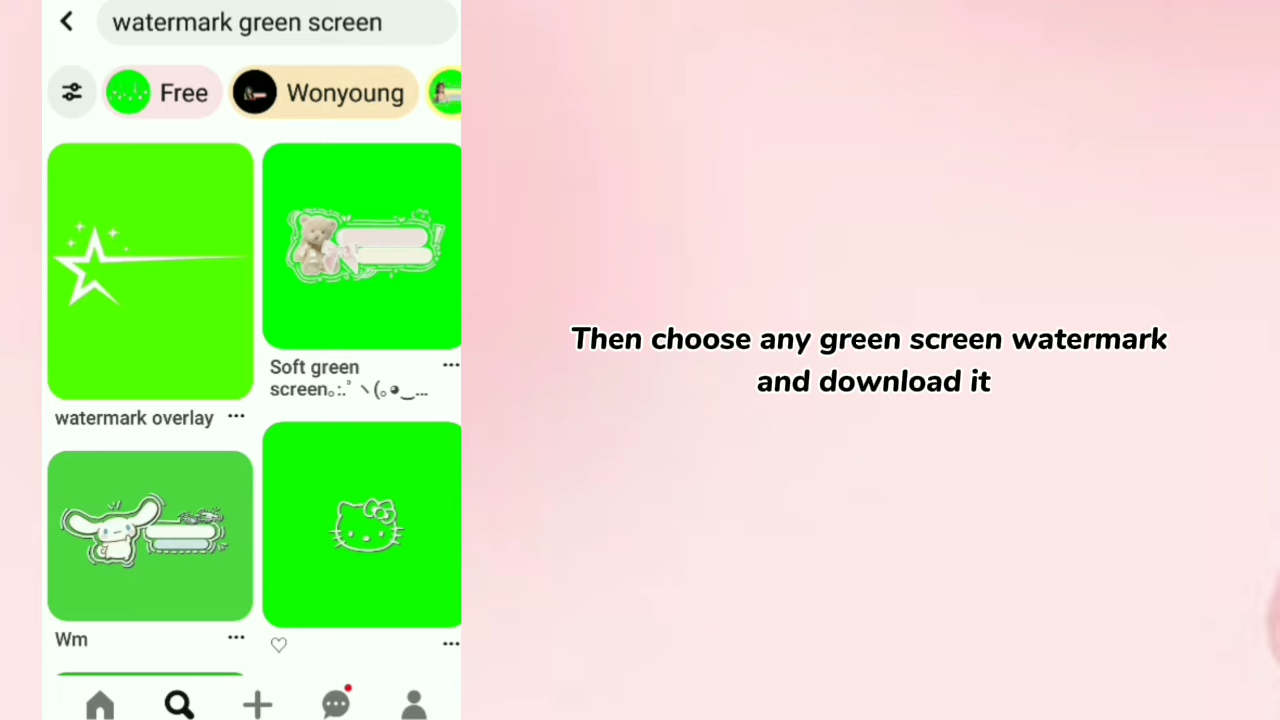 watermark green screen
Free
Wonyoung
watermark overlay
Soft green
screen｡:.ﾟヽ(｡◕‿...
Wm
♡
Then choose any green screen watermark
and download it